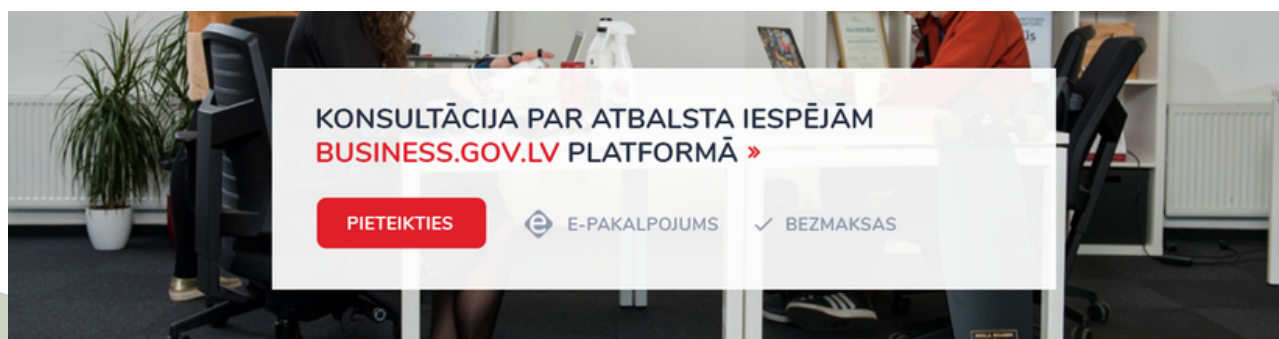 KONSULTĀCIJA PAR ATBALSTA IESPĒJĀM
BUSINESS.GOV.LV PLATFORMĀ »
PIETEIKTIES
E-PAKALPOJUMS
✓ BEZMAKSAS